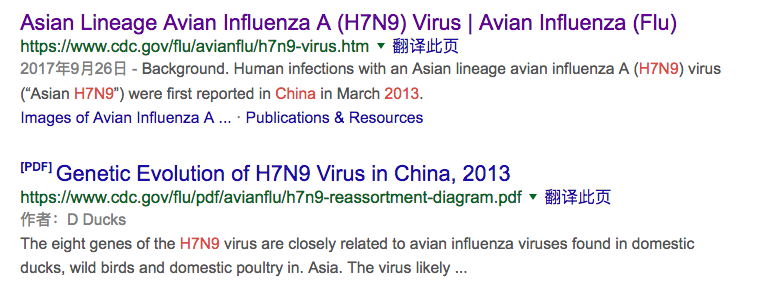 Asian Lineage Avian Influenza A (H7N9) Virus | Avian Influenza (Flu)
https://www.cdc.gov/flu/avianflu/h7n9-virus.htm ▼ 翻译此页
2017年9月26日 - Background. Human infections with an Asian lineage avian influenza A (H7N9) virus
(“Asian H7N9”) were first reported in China in March 2013.
Images of Avian Influenza A ... · Publications & Resources
[PDF] Genetic Evolution of H7N9 Virus in China, 2013
https://www.cdc.gov/flu/pdf/avianflu/h7n9-reassortment-diagram.pdf ▼ 翻译此页
作者：D Ducks
The eight genes of the H7N9 virus are closely related to avian influenza viruses found in domestic
ducks, wild birds and domestic poultry in. Asia. The virus likely ...